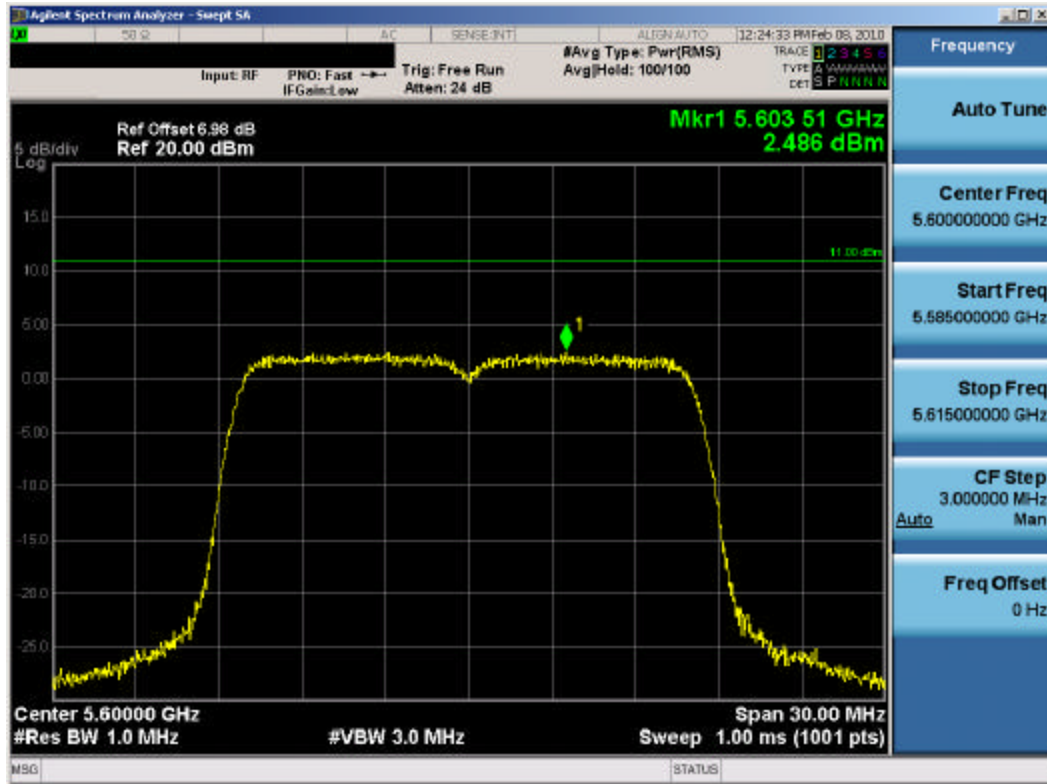 Agilent Spectrum Analyzer - Swept SA
50 Ω AC SENSE:INT ALIGN AUTO 12:24:33 PM Feb 08, 2010
#Avg Type: Pwr(RMS) TRACE 1 2 3 4 5 6
Input: RF PNO: Fast Trig: Free Run Avg|Hold: 100/100 TYPE A WWWWW
IFGain:Low Atten: 24 dB DET S P N N N N
Mkr1 5.603 51 GHz
2.486 dBm
Ref Offset 6.98 dB
5 dB/div Ref 20.00 dBm
Log
15.0
11.00 dBm
10.0
5.00
1
0.00
-5.00
-10.0
-15.0
-20.0
-25.0
Center 5.60000 GHz Span 30.00 MHz
#Res BW 1.0 MHz #VBW 3.0 MHz Sweep 1.00 ms (1001 pts)
MSG STATUS
Frequency
Auto Tune
Center Freq
5.600000000 GHz
Start Freq
5.585000000 GHz
Stop Freq
5.615000000 GHz
CF Step
3.000000 MHz
Auto Man
Freq Offset
0 Hz